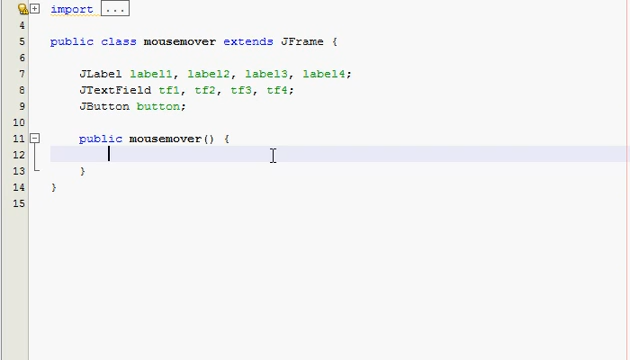 import ...
4
5 public class mousemover extends JFrame {
6
7 JLabel label1, label2, label3, label4;
8 JTextField tf1, tf2, tf3, tf4;
9 JButton button;
10
11 public mousemover() {
12
13 }
14 }
15